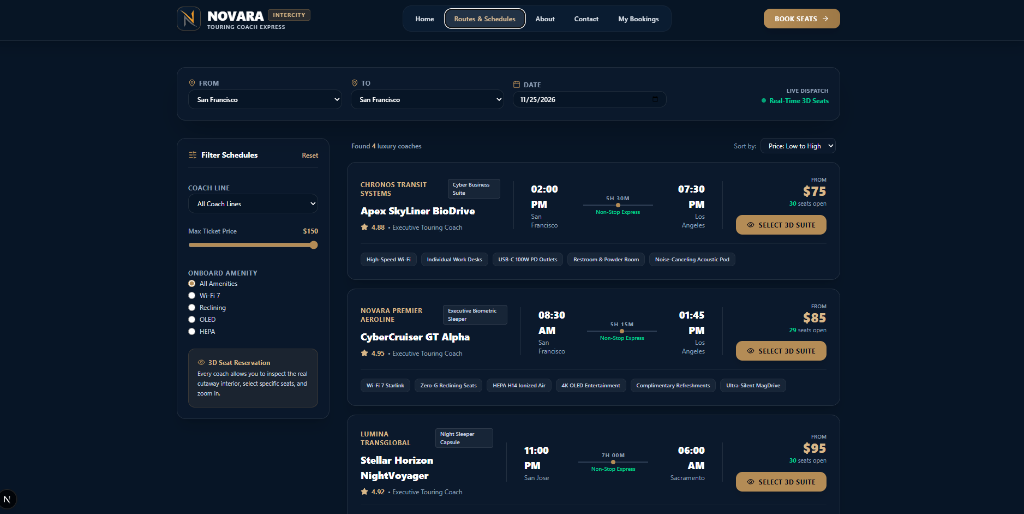 NOVARA INTERCITY
TOURING COACH EXPRESS
Home
Routes & Schedules
About
Contact
My Bookings
BOOK SEATS →
FROM
San Francisco
TO
San Francisco
DATE
11/25/2026
LIVE DISPATCH
Real-Time 3D Seats
Filter Schedules
Reset
COACH LINE
All Coach Lines
Max Ticket Price
$150
ONBOARD AMENITY
All Amenities
Wi-Fi 7
Reclining
OLED
HEPA
3D Seat Reservation
Every coach allows you to inspect the real
cutaway interior, select specific seats, and
zoom in.
Found 4 luxury coaches
Sort by:
Price: Low to High
CHRONOS TRANSIT
SYSTEMS
Cyber Business
Suite
Apex SkyLiner BioDrive
4.88 • Executive Touring Coach
02:00
PM
San
Francisco
5H 30M
Non-Stop Express
07:30
PM
Los
Angeles
FROM
$75
30 seats open
SELECT 3D SUITE
High-Speed Wi-Fi
Individual Work Desks
USB-C 100W PD Outlets
Restroom & Powder Room
Noise-Canceling Acoustic Pod
NOVARA PREMIER
AEROLINE
Executive Biometric
Sleeper
CyberCruiser GT Alpha
4.95 • Executive Touring Coach
08:30
AM
San
Francisco
5H 15M
Non-Stop Express
01:45
PM
Los
Angeles
FROM
$85
29 seats open
SELECT 3D SUITE
Wi-Fi 7 Starlink
Zero-G Reclining Seats
HEPA H14 Ionized Air
4K OLED Entertainment
Complimentary Refreshments
Ultra-Silent MagDrive
LUMINA
TRANSGLOBAL
Night Sleeper
Capsule
Stellar Horizon
NightVoyager
4.92 • Executive Touring Coach
11:00
PM
San Jose
7H 00M
Non-Stop Express
06:00
AM
Sacramento
FROM
$95
30 seats open
SELECT 3D SUITE
N